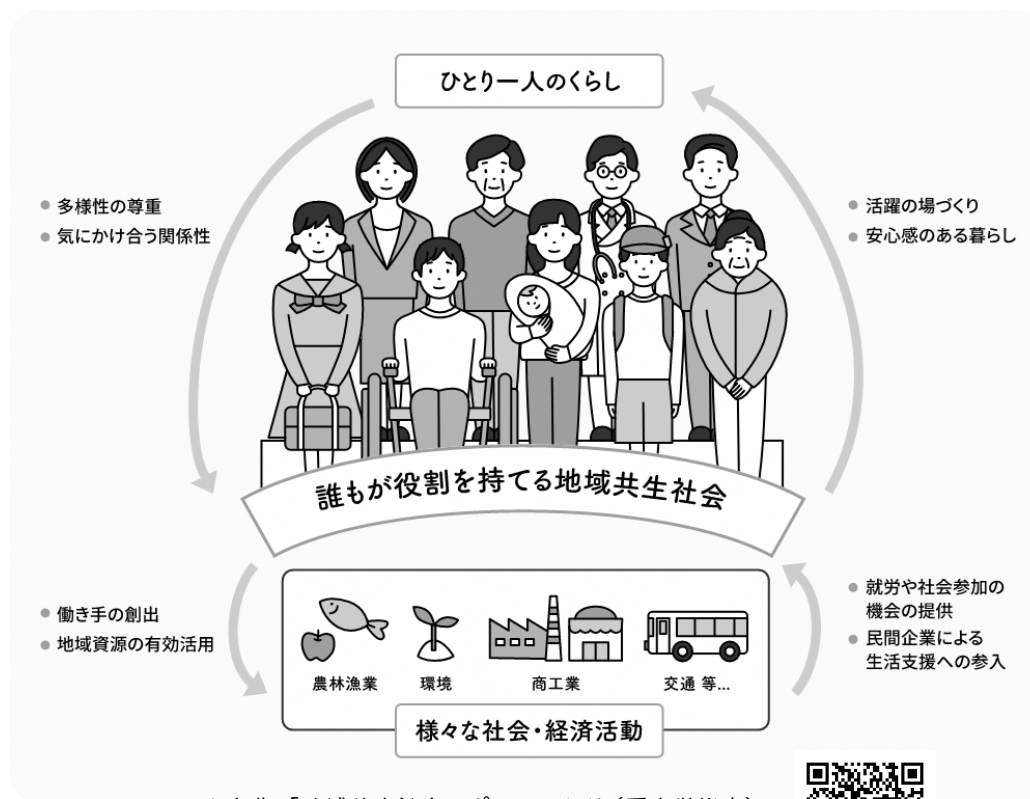 ひとり一人のくらし
多様性の尊重
気にかけ合う関係性
活躍の場づくり
安心感のある暮らし
誰もが役割を持てる地域共生社会
働き手の創出
地域資源の有効活用
就労や社会参加の
機会の提供
民間企業による
生活支援への参入
農林漁業
環境
商工業
交通 等...
様々な社会・経済活動